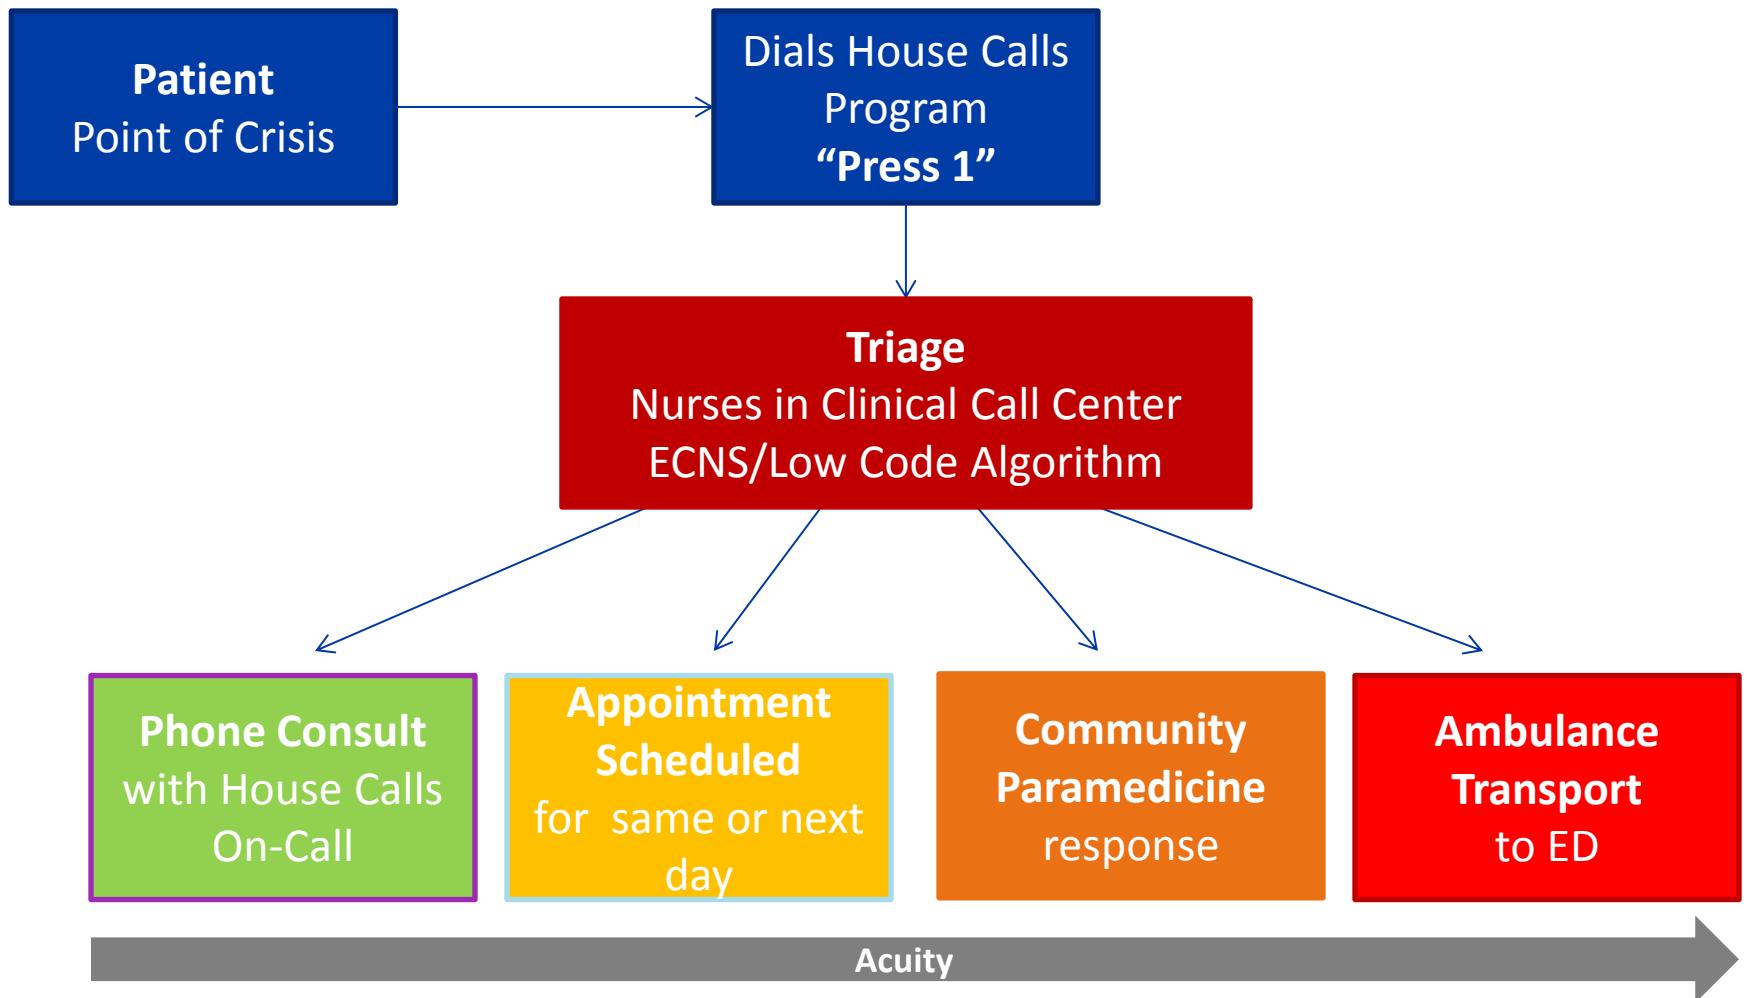 Patient
Point of Crisis
Dials House Calls
Program
“Press 1”
Triage
Nurses in Clinical Call Center
ECNS/Low Code Algorithm
Phone Consult
with House Calls
On-Call
Appointment
Scheduled
for  same or next
day
Community
Paramedicine
response
Ambulance
Transport
to ED
Acuity